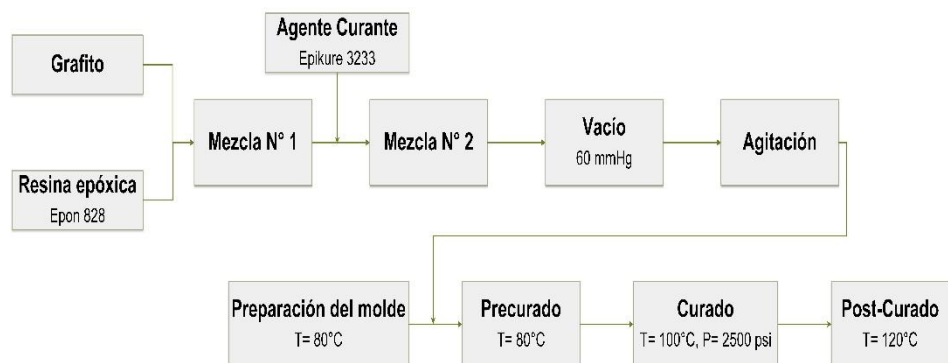 Agente Curante
Epikure 3233
Grafito
Resina epóxica
Epon 828
Mezcla N° 1
Mezcla N° 2
Vacío
60 mmHg
Agitación
Preparación del molde
T= 80°C
Precurado
T= 80°C
Curado
T= 100°C, P= 2500 psi
Post-Curado
T= 120°C